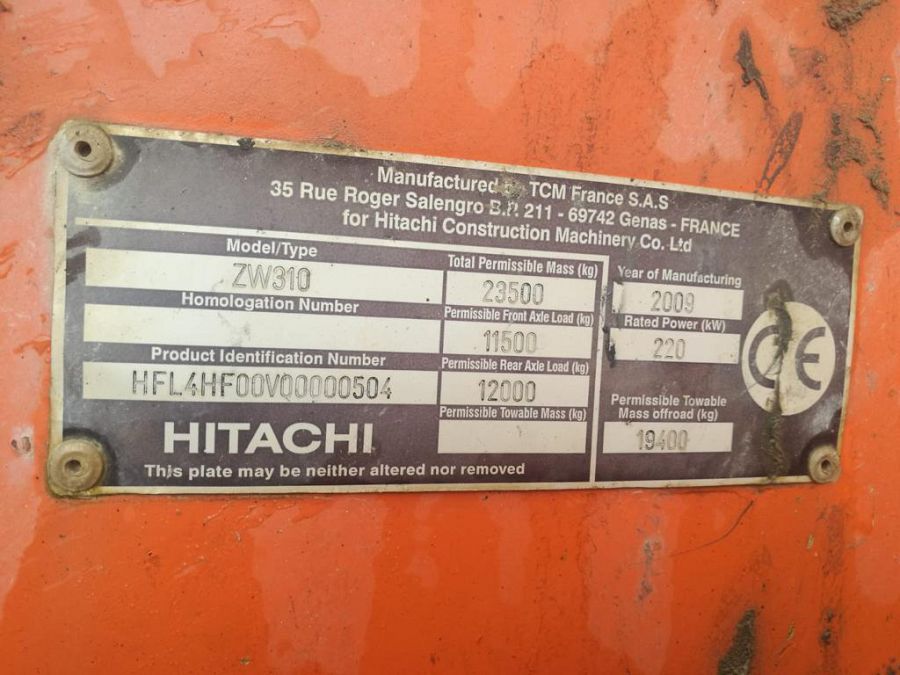 Manufactured by TCM France S.A.S
35 Rue Roger Salengro B.P. 211 - 69742 Genas - FRANCE
for Hitachi Construction Machinery Co. Ltd
Model/Type
ZW310
Homologation Number
Product Identification Number
HFL4HF00VQ0000504
HITACHI
This plate may be neither altered nor removed
Total Permissible Mass (kg)
23500
Permissible Front Axle Load (kg)
11500
Permissible Rear Axle Load (kg)
12000
Permissible Towable Mass (kg)
Year of Manufacturing
2009
Rated Power (kW)
220
Permissible Towable
Mass offroad (kg)
19400
CE